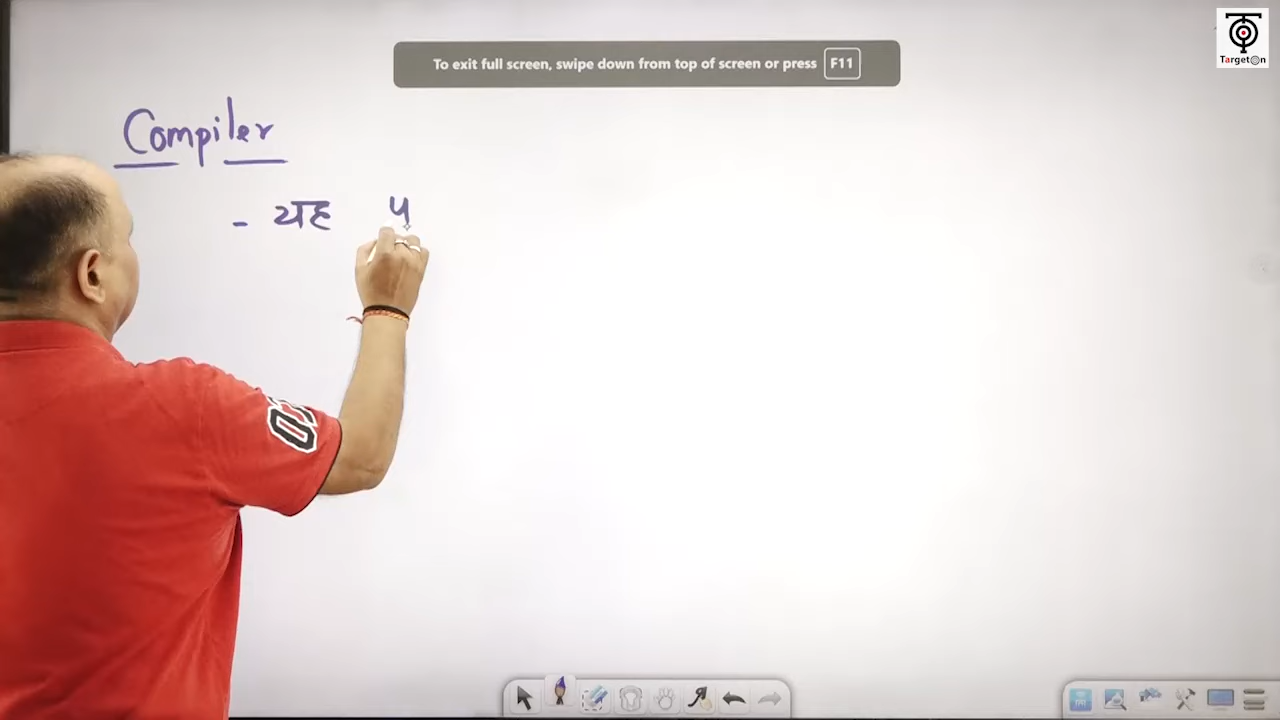 To exit full screen, swipe down from top of screen or press F11
TargetOn
Compiler
- यह